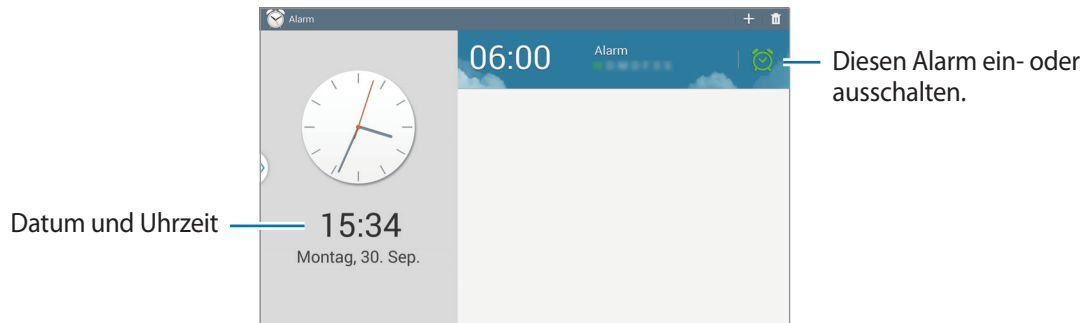 Alarm
06:00
Alarm
Diesen Alarm ein- oder
ausschalten.
Datum und Uhrzeit
15:34
Montag, 30. Sep.